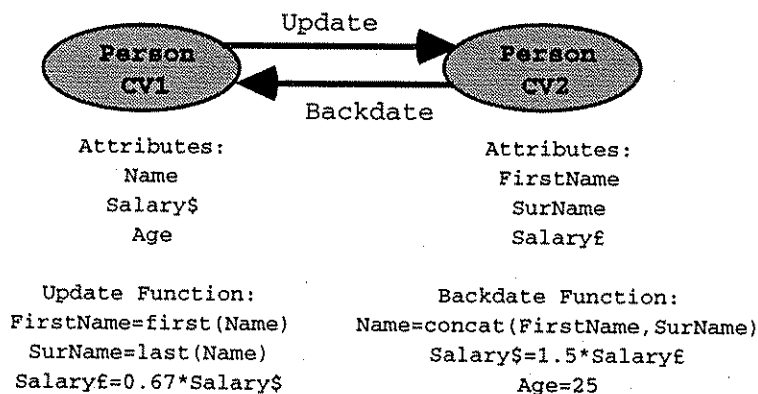 Update
Person
CV1
Person
CV2
Backdate
Attributes:
Name
Salary$
Age
Attributes:
FirstName
SurName
Salary£
Update Function:
FirstName=first(Name)
SurName=last(Name)
Salary£=0.67*Salary$
Backdate Function:
Name=concat(FirstName,SurName)
Salary$=1.5*Salary£
Age=25